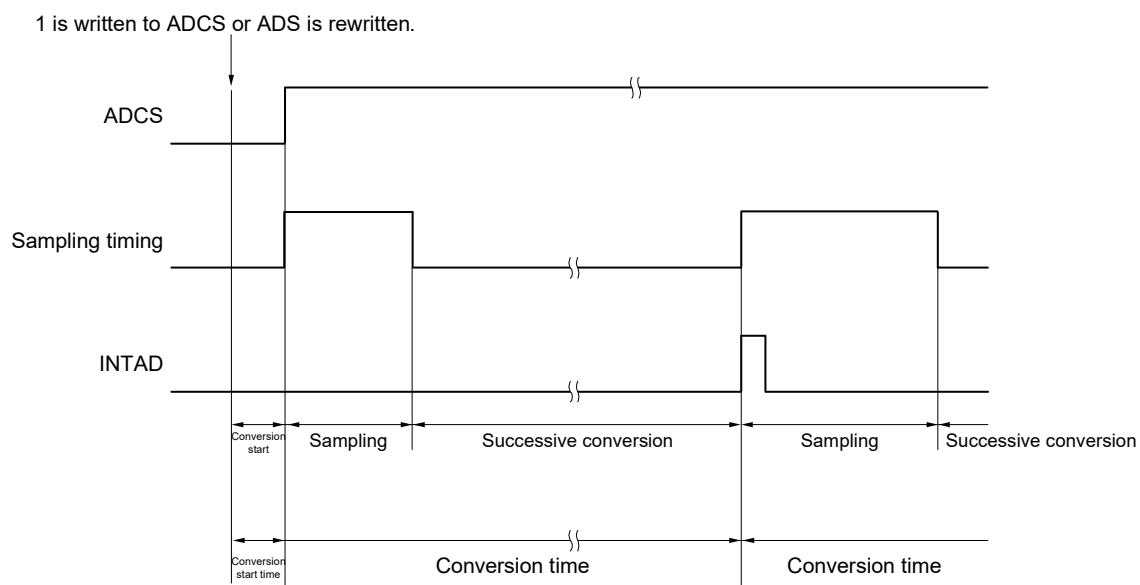 1 is written to ADCS or ADS is rewritten.
ADCS
Sampling timing
INTAD
Conversion
start
Sampling
Successive conversion
Sampling
Successive conversion
Conversion
start time
Conversion time
Conversion time